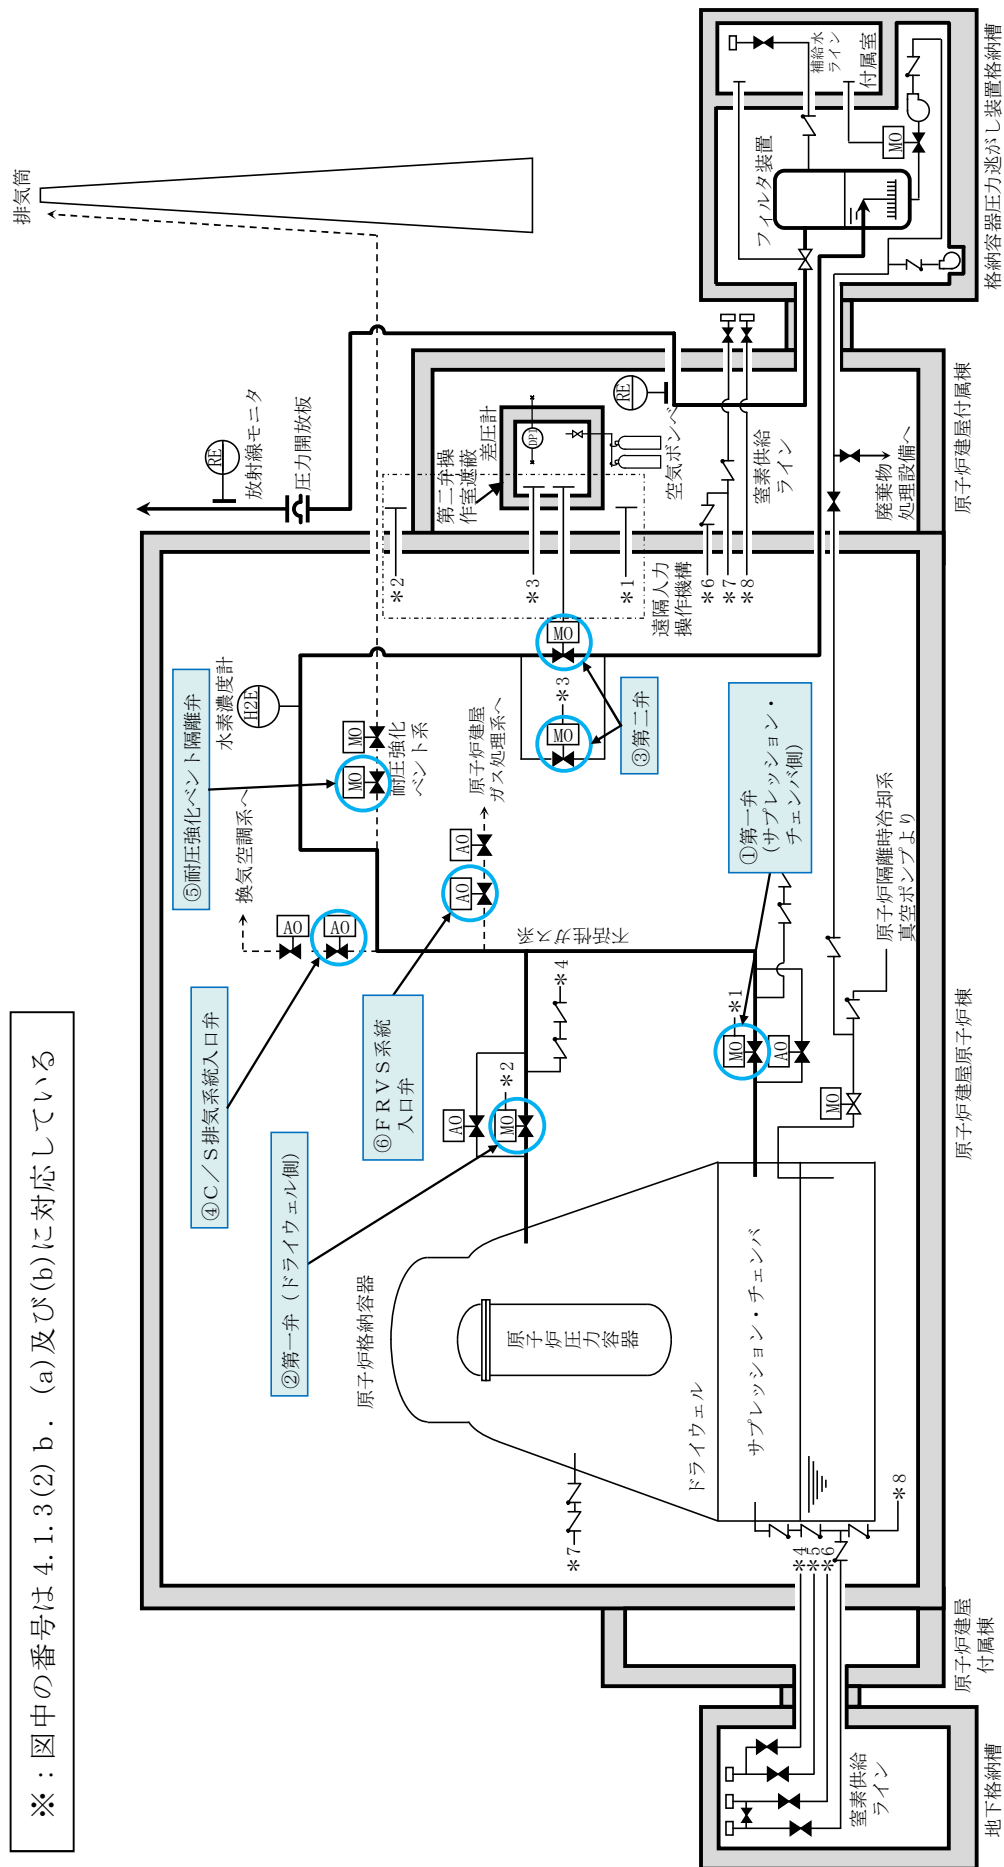 ※：図中の番号は 4.1.3(2) b．(a)及び(b)に対応している
排気筒
RE
放射線モニタ
圧力開放板
⑤耐圧強化ベント隔離弁
水素濃度計
H2E
換気空調系へ
④C／S排気系統入口弁
AO
AO
MO
MO
耐圧強化
ベント系
②第一弁（ドライウェル側）
⑥FRVS系統
入口弁
AO
AO
原子炉建屋
ガス処理系へ
不活性ガス系
＊2
＊3
＊1
第二弁操
作室遮蔽
差圧計
DPI
空気ボンベ
RE
遠隔人力
操作機構
＊6
＊7
＊8
窒素供給
ライン
MO
MO
＊3
③第二弁
①第一弁
（サプレッション・
チェンバ側）
AO
MO
＊2
＊4
MO
＊1
AO
MO
原子炉隔離時冷却系
真空ポンプより
原子炉格納容器
原子炉圧力容器
ドライウェル
サプレッション・チェンバ
＊7
＊8
＊4
＊5
＊6
窒素供給
ライン
地下格納槽
原子炉建屋
付属棟
原子炉建屋原子炉棟
原子炉建屋付属棟
廃棄物
処理設備へ
フィルタ装置
MO
補給水
ライン
付属室
格納容器圧力逃がし装置格納槽